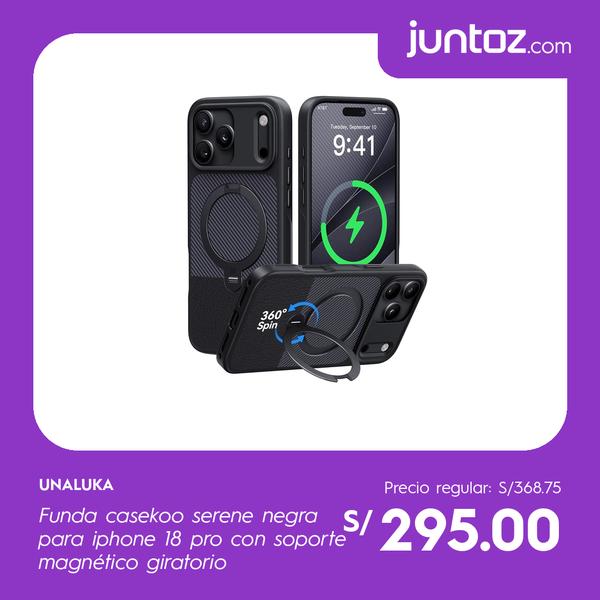 juntoz.com
Tuesday, September 10
9:41
360°
Spin
UNALUKA
Funda casekoo serene negra
para iphone 18 pro con soporte
magnético giratorio
Precio regular: S/368.75
S/ 295.00